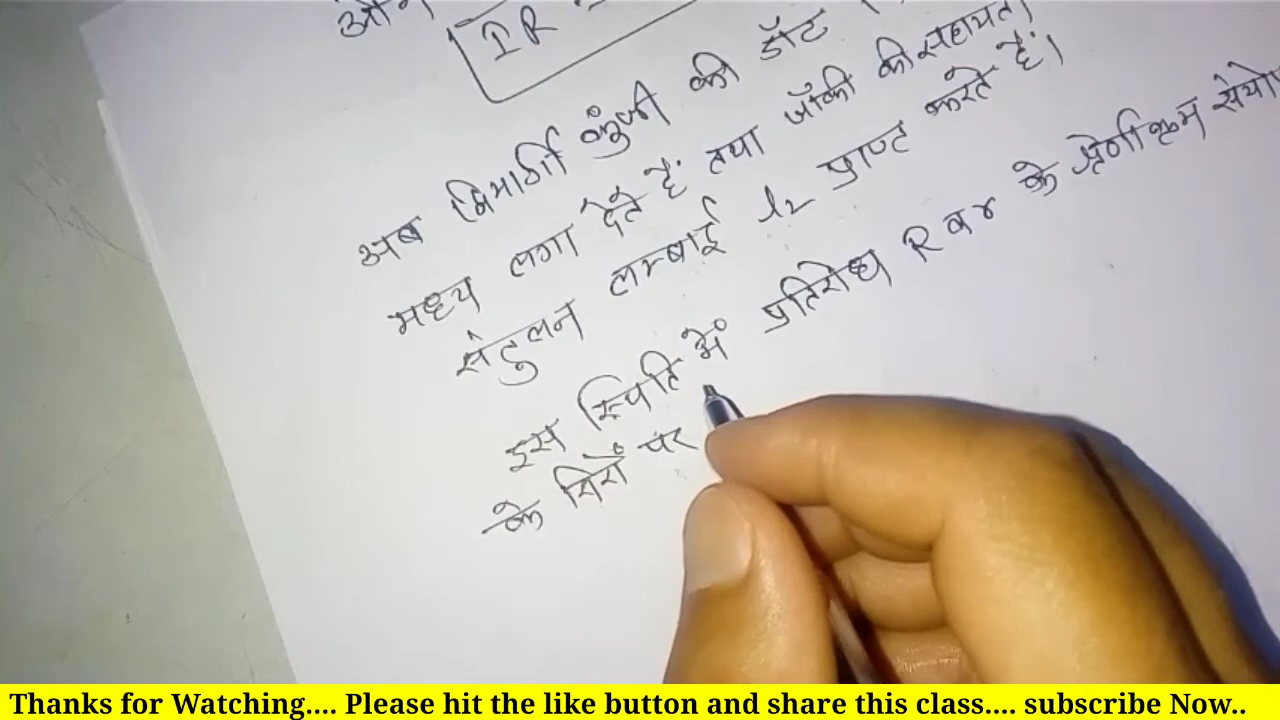 IR =
अब द्विमार्गी कुंजी की डॉट
मध्य लगा देते हैं तथा जॉकी की सहायता
संतुलन लम्बाई l₂ प्राप्त करते हैं।
इस स्थिति में प्रतिरोध R व r के श्रेणीक्रम संयो
के सिरों पर
Thanks for Watching.... Please hit the like button and share this class.... subscribe Now..